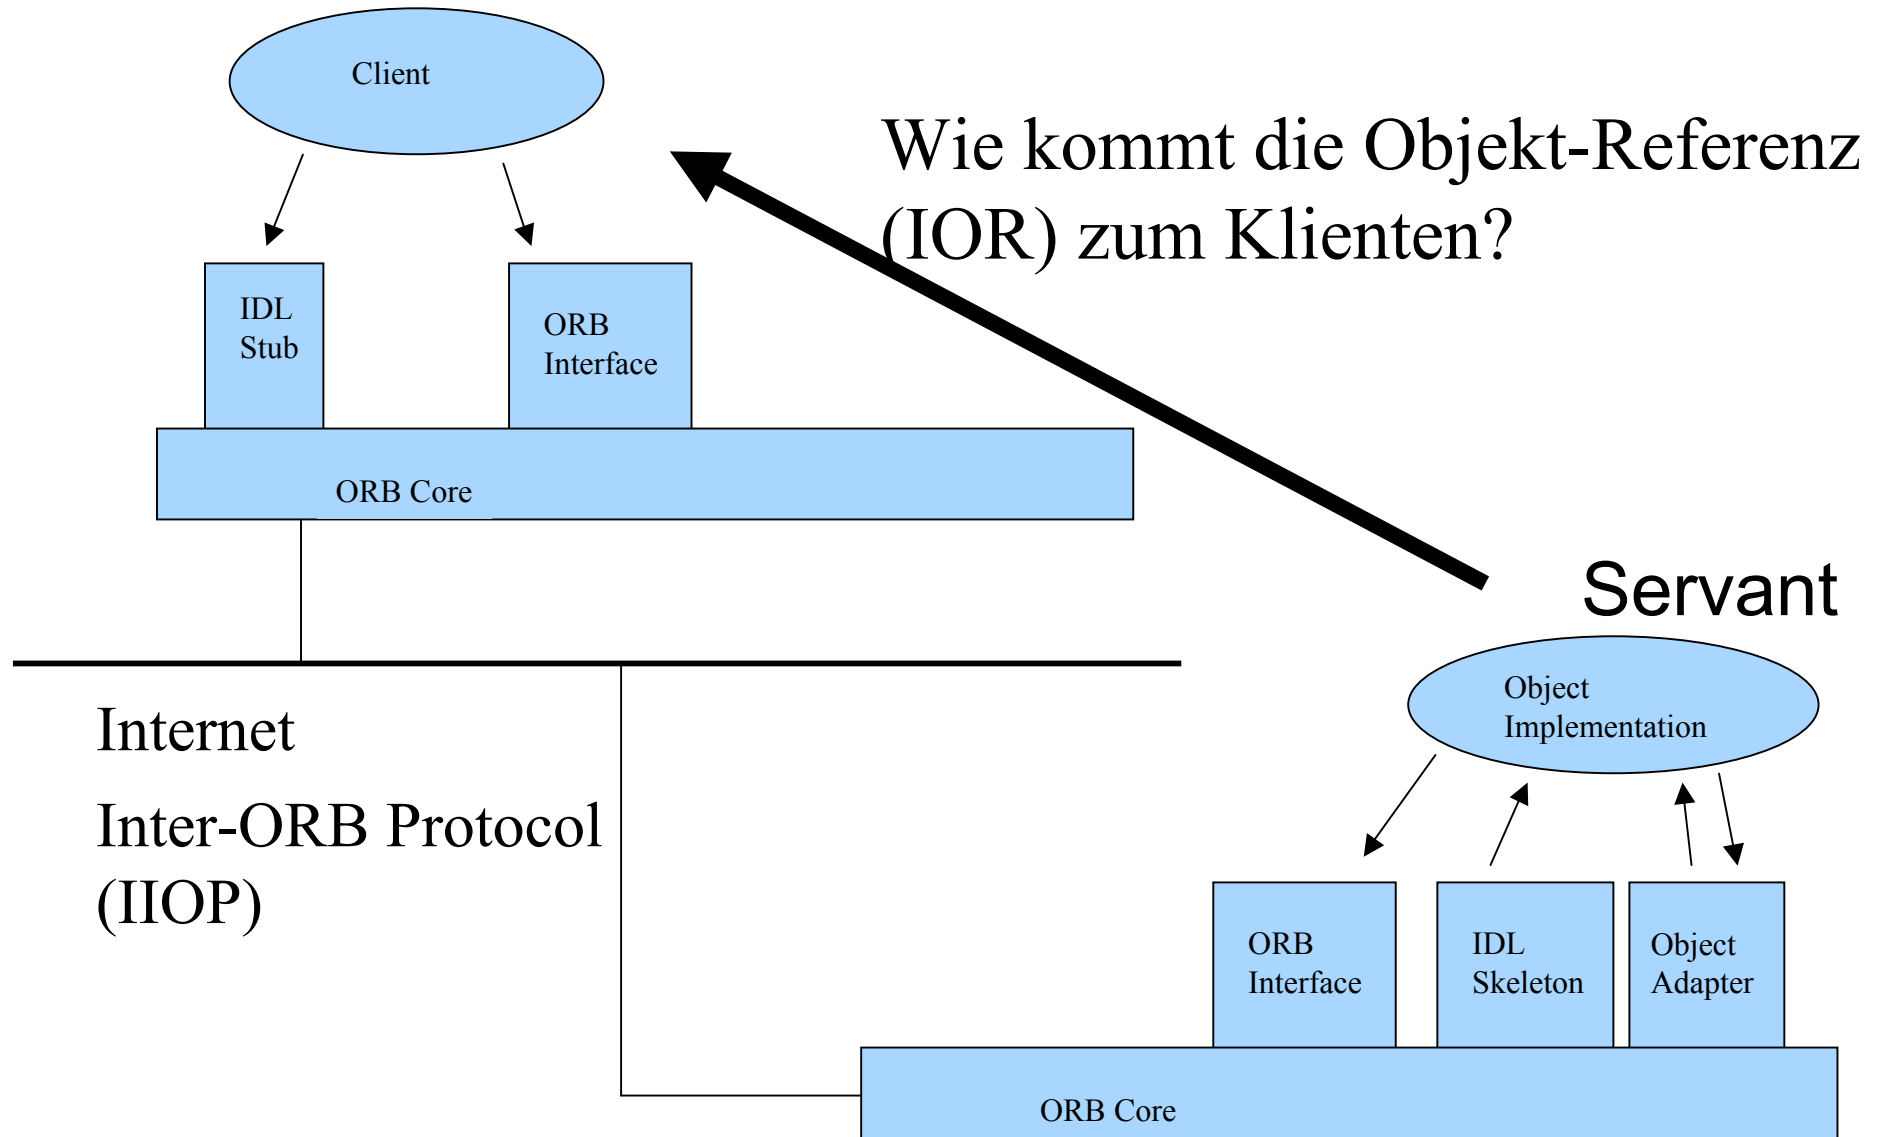 Client
Wie kommt die Objekt-Referenz
(IOR) zum Klienten?
IDL
Stub
ORB
Interface
ORB Core
Servant
Object
Implementation
Internet
Inter-ORB Protocol
(IIOP)
ORB
Interface
IDL
Skeleton
Object
Adapter
ORB Core